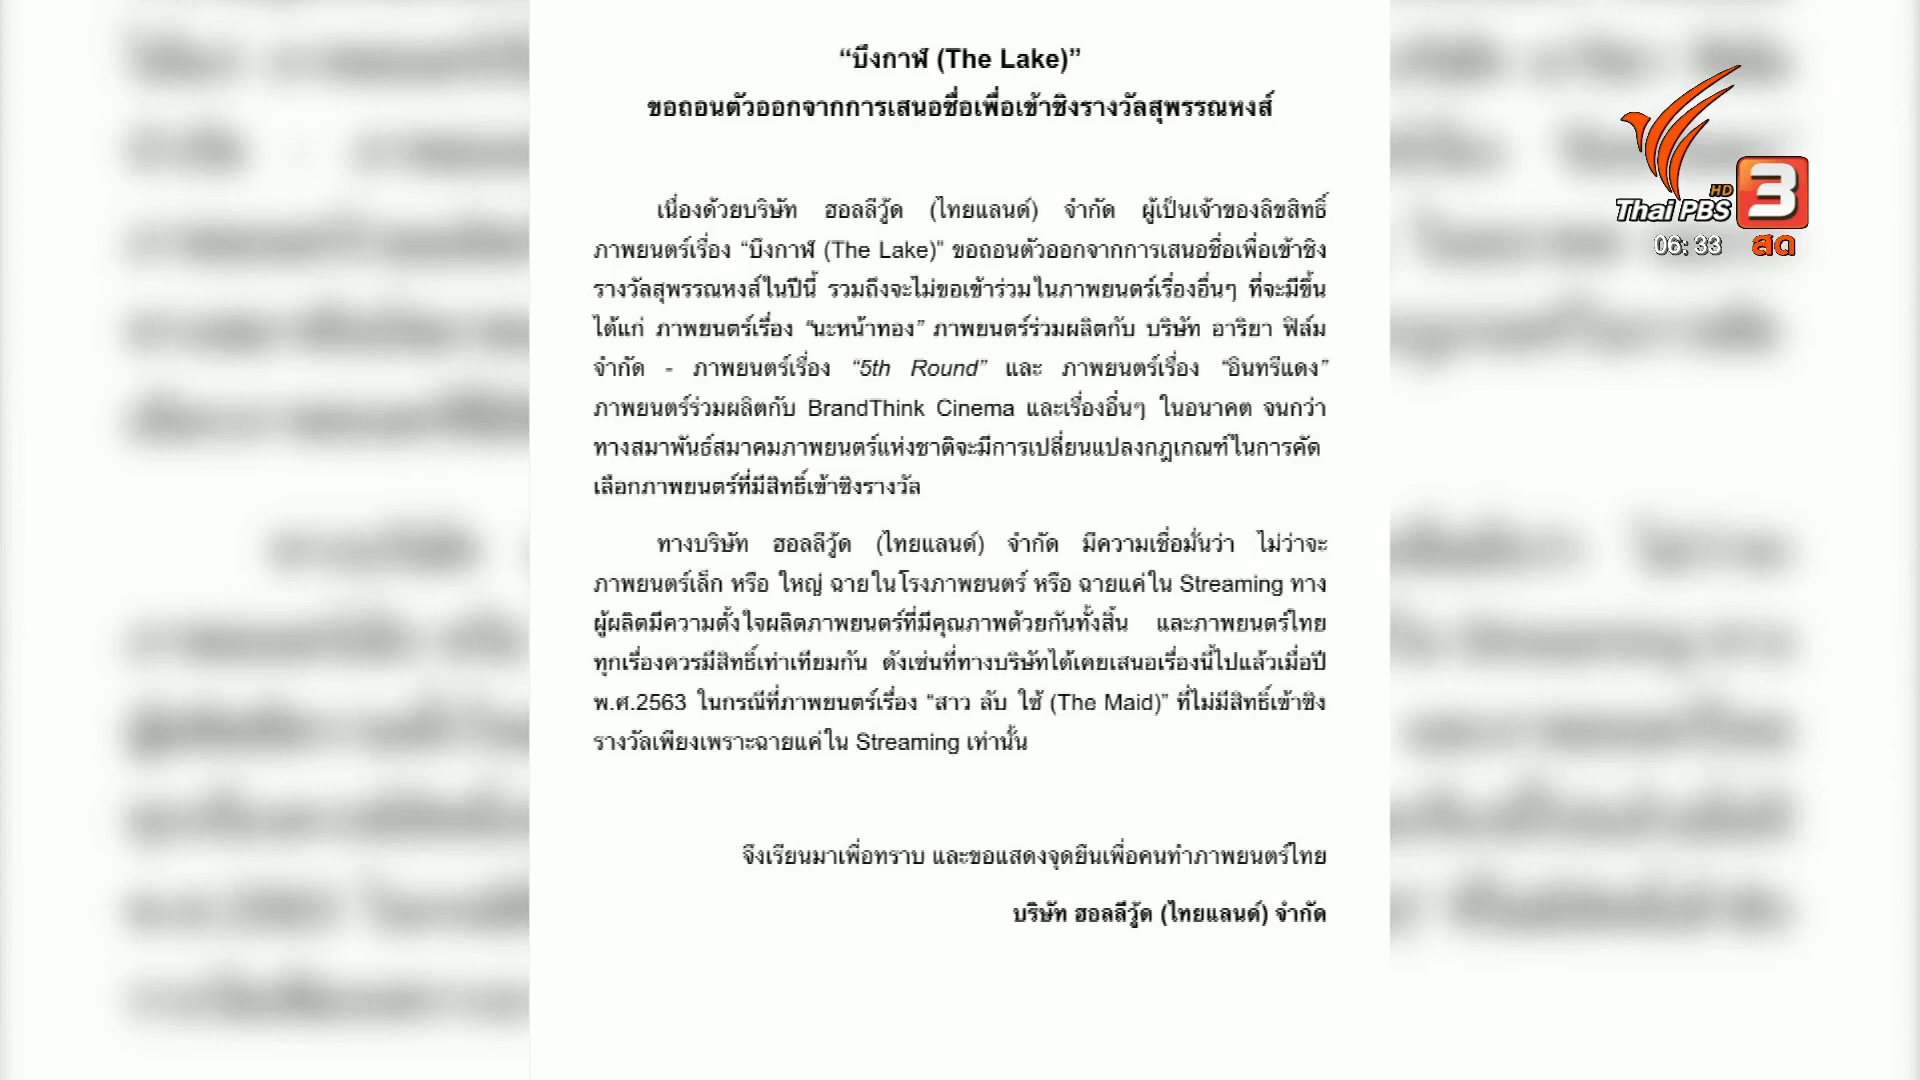 “บึงกาฬ (The Lake)”
ขอถอนตัวออกจากการเสนอชื่อเพื่อเข้าชิงรางวัลสุพรรณหงส์
เนื่องด้วยบริษัท ฮอลลีวู้ด (ไทยแลนด์) จำกัด ผู้เป็นเจ้าของลิขสิทธิ์
ภาพยนตร์เรื่อง “บึงกาฬ (The Lake)” ขอถอนตัวออกจากการเสนอชื่อเพื่อเข้าชิง
รางวัลสุพรรณหงส์ในปีนี้ รวมถึงจะไม่ขอเข้าร่วมในภาพยนตร์เรื่องอื่นๆ ที่จะมีขึ้น
ได้แก่ ภาพยนตร์เรื่อง “นะหน้าทอง” ภาพยนตร์ร่วมผลิตกับ บริษัท อาริยา ฟิล์ม
จำกัด - ภาพยนตร์เรื่อง “5th Round” และ ภาพยนตร์เรื่อง “อินทรีแดง”
ภาพยนตร์ร่วมผลิตกับ BrandThink Cinema และเรื่องอื่นๆ ในอนาคต จนกว่า
ทางสมาพันธ์สมาคมภาพยนตร์แห่งชาติจะมีการเปลี่ยนแปลงกฎเกณฑ์ในการคัด
เลือกภาพยนตร์ที่มีสิทธิ์เข้าชิงรางวัล
ทางบริษัท ฮอลลีวู้ด (ไทยแลนด์) จำกัด มีความเชื่อมั่นว่า ไม่ว่าจะ
ภาพยนตร์เล็ก หรือ ใหญ่ ฉายในโรงภาพยนตร์ หรือ ฉายแค่ใน Streaming ทาง
ผู้ผลิตมีความตั้งใจผลิตภาพยนตร์ที่มีคุณภาพด้วยกันทั้งสิ้น และภาพยนตร์ไทย
ทุกเรื่องควรมีสิทธิ์เท่าเทียมกัน ดังเช่นที่ทางบริษัทได้เคยเสนอเรื่องนี้ไปแล้วเมื่อปี
พ.ศ.2563 ในกรณีที่ภาพยนตร์เรื่อง “สาว ลับ ใช้ (The Maid)” ที่ไม่มีสิทธิ์เข้าชิง
รางวัลเพียงเพราะฉายแค่ใน Streaming เท่านั้น
จึงเรียนมาเพื่อทราบ และขอแสดงจุดยืนเพื่อคนทำภาพยนตร์ไทย
บริษัท ฮอลลีวู้ด (ไทยแลนด์) จำกัด
Thai PBS HD 3
06:33 สด